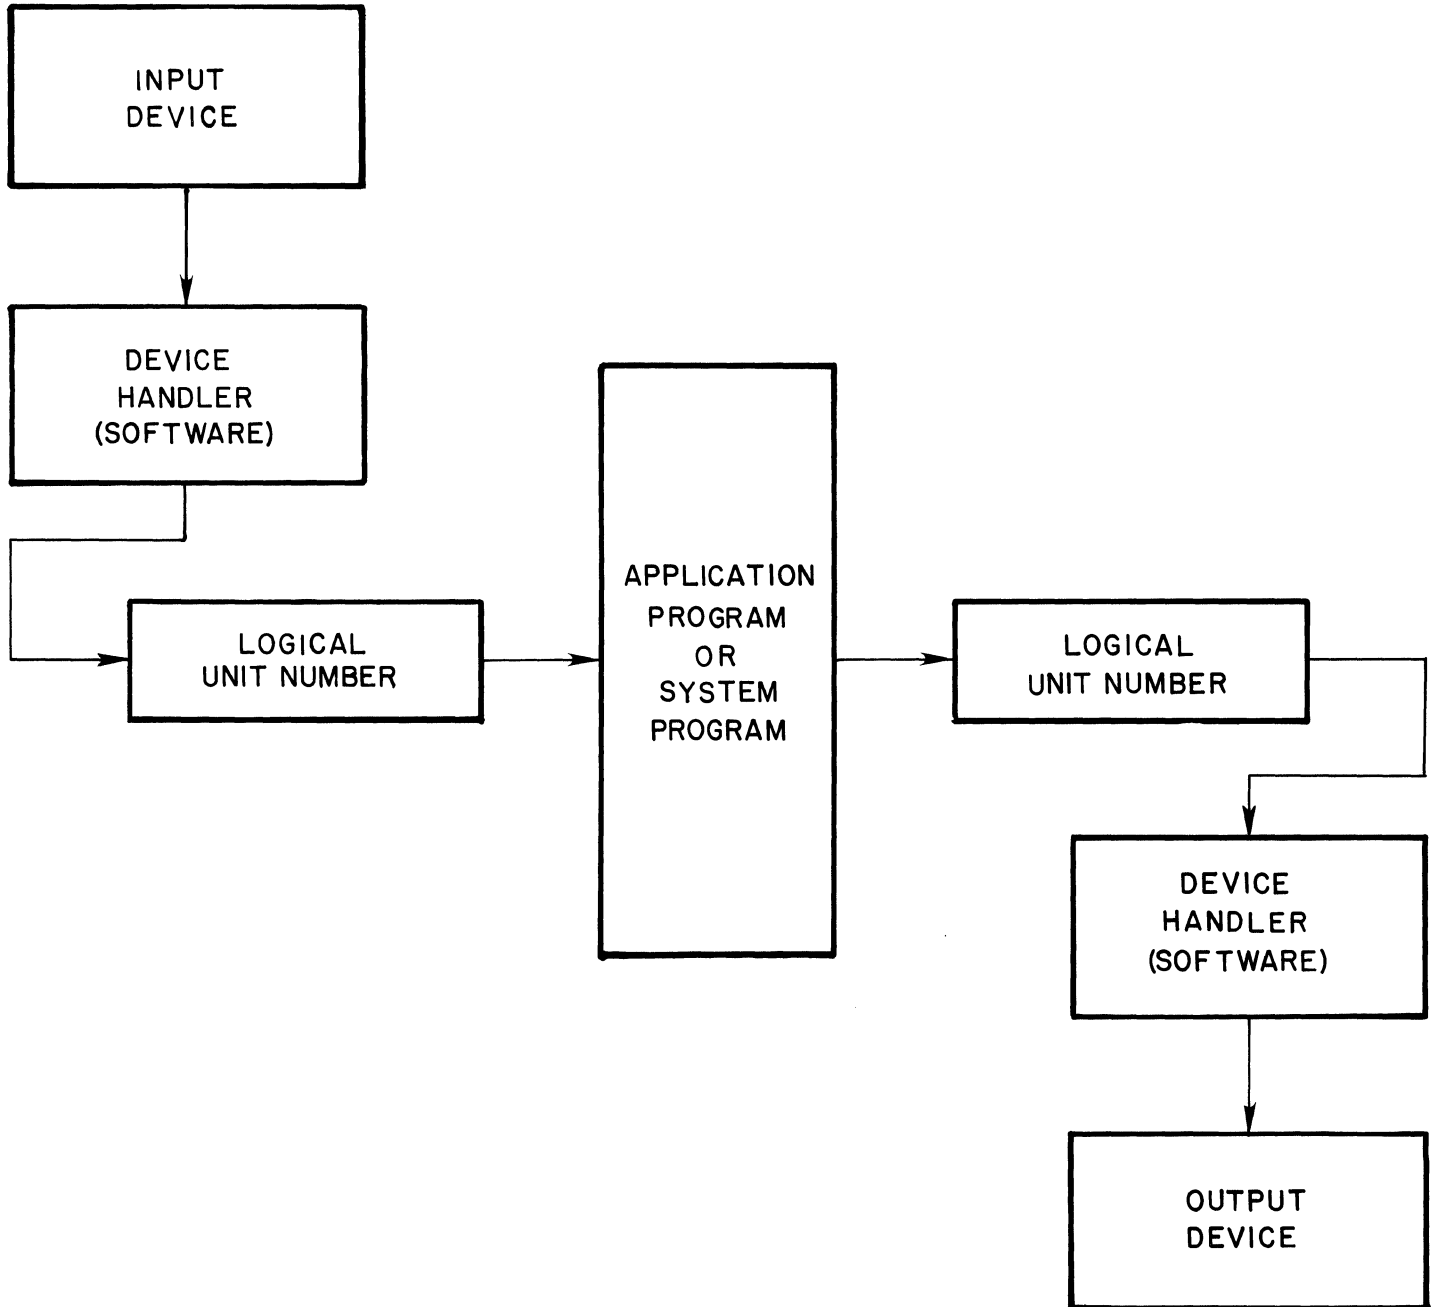 INPUT
DEVICE
DEVICE
HANDLER
(SOFTWARE)
LOGICAL
UNIT NUMBER
APPLICATION
PROGRAM
OR
SYSTEM
PROGRAM
LOGICAL
UNIT NUMBER
DEVICE
HANDLER
(SOFTWARE)
OUTPUT
DEVICE